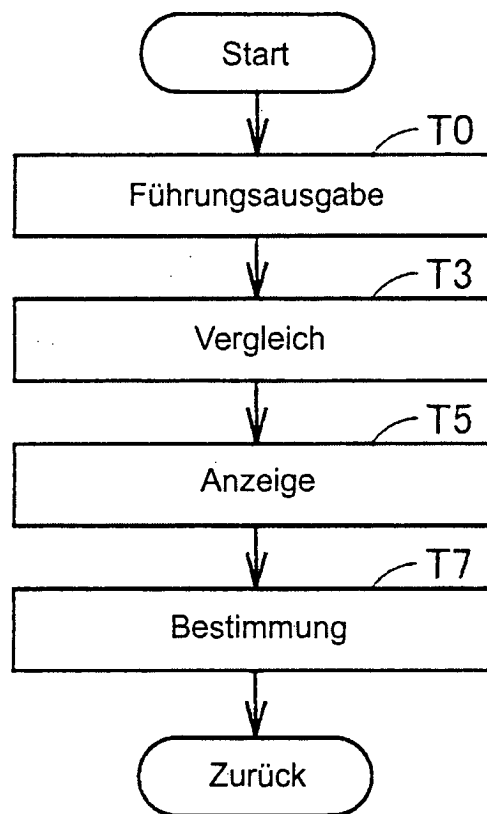 Start
T0
Führungsausgabe
T3
Vergleich
T5
Anzeige
T7
Bestimmung
Zurück